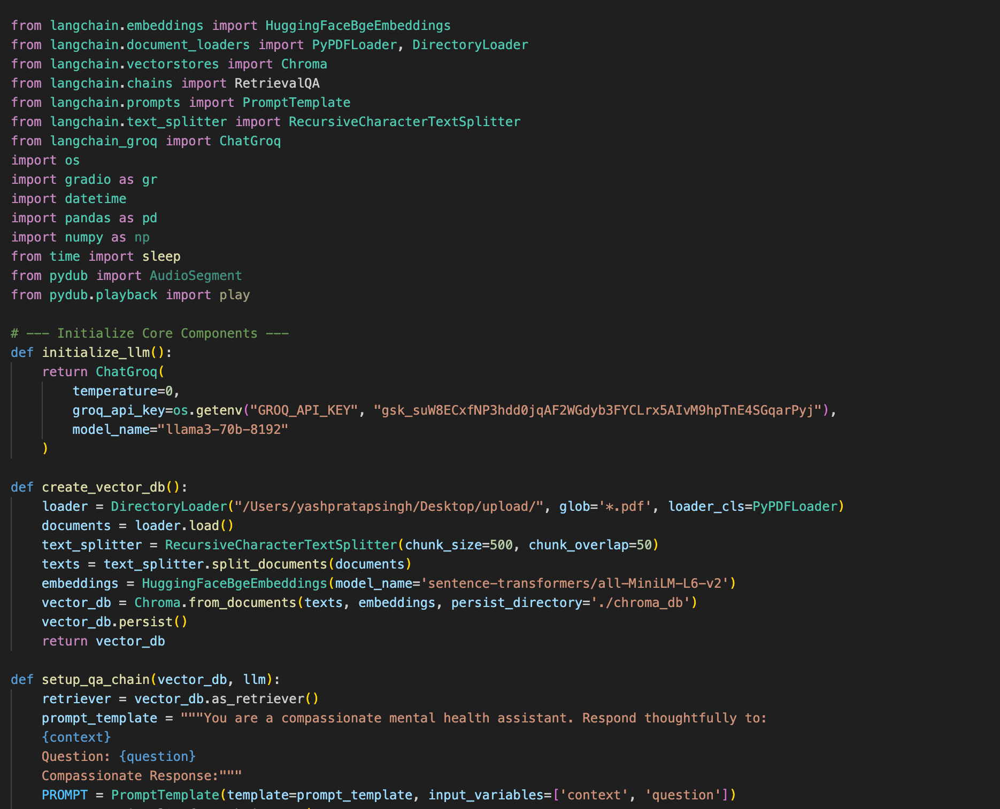 from langchain.embeddings import HuggingFaceBgeEmbeddings
from langchain.document_loaders import PyPDFLoader, DirectoryLoader
from langchain.vectorstores import Chroma
from langchain.chains import RetrievalQA
from langchain.prompts import PromptTemplate
from langchain.text_splitter import RecursiveCharacterTextSplitter
from langchain_groq import ChatGroq
import os
import gradio as gr
import datetime
import pandas as pd
import numpy as np
from time import sleep
from pydub import AudioSegment
from pydub.playback import play

# --- Initialize Core Components ---
def initialize_llm():
    return ChatGroq(
        temperature=0,
        groq_api_key=os.getenv("GROQ_API_KEY", "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"),
        model_name="llama3-70b-8192"
    )

def create_vector_db():
    loader = DirectoryLoader("/Users/yashpratapsingh/Desktop/upload/", glob='*.pdf', loader_cls=PyPDFLoader)
    documents = loader.load()
    text_splitter = RecursiveCharacterTextSplitter(chunk_size=500, chunk_overlap=50)
    texts = text_splitter.split_documents(documents)
    embeddings = HuggingFaceBgeEmbeddings(model_name='sentence-transformers/all-MiniLM-L6-v2')
    vector_db = Chroma.from_documents(texts, embeddings, persist_directory='./chroma_db')
    vector_db.persist()
    return vector_db

def setup_qa_chain(vector_db, llm):
    retriever = vector_db.as_retriever()
    prompt_template = """You are a compassionate mental health assistant. Respond thoughtfully to:
    {context}
    Question: {question}
    Compassionate Response:"""
    PROMPT = PromptTemplate(template=prompt_template, input_variables=['context', 'question'])